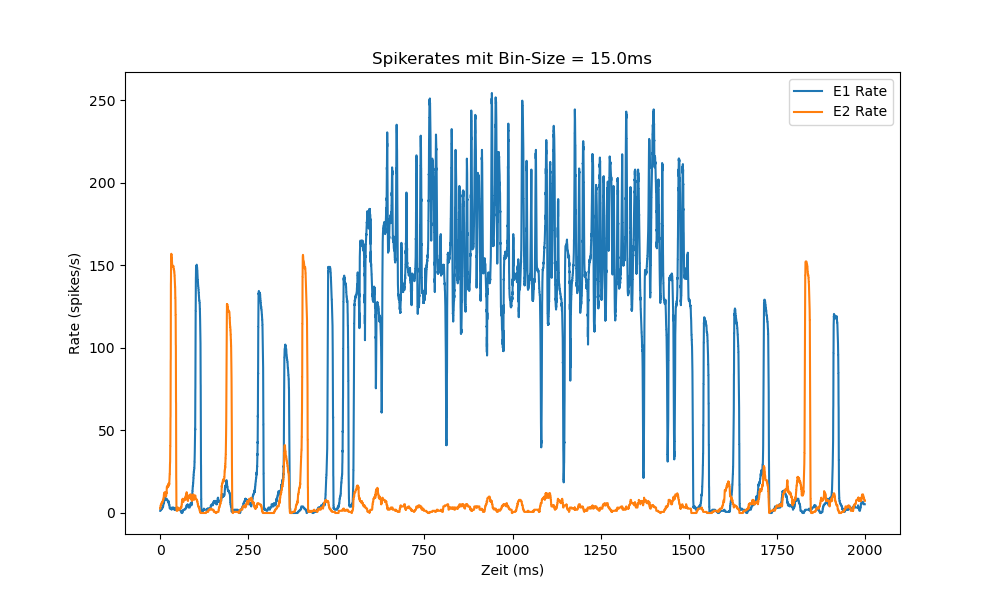 Spikerates mit Bin-Size = 15.0ms
E1 Rate
E2 Rate
Rate (spikes/s)
250
200
150
100
50
0
0 250 500 750 1000 1250 1500 1750 2000
Zeit (ms)